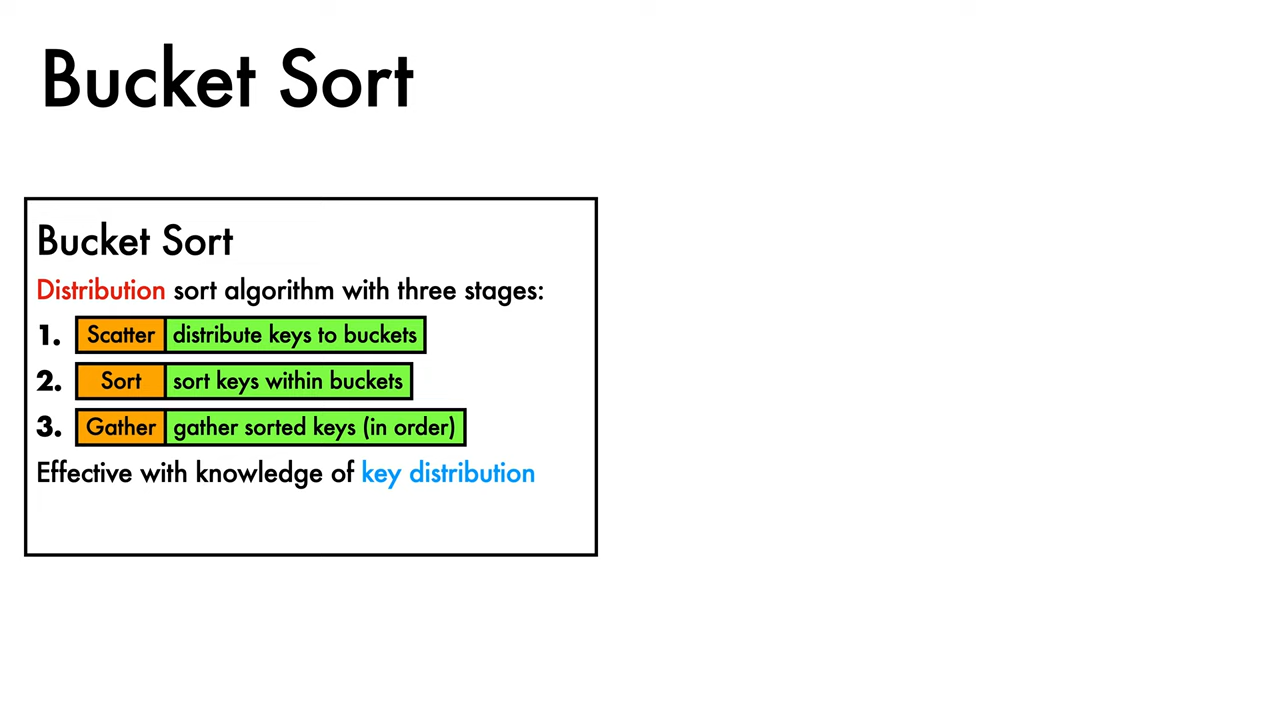 Bucket Sort
Bucket Sort
Distribution sort algorithm with three stages:
1. Scatter distribute keys to buckets
2. Sort sort keys within buckets
3. Gather gather sorted keys (in order)
Effective with knowledge of key distribution